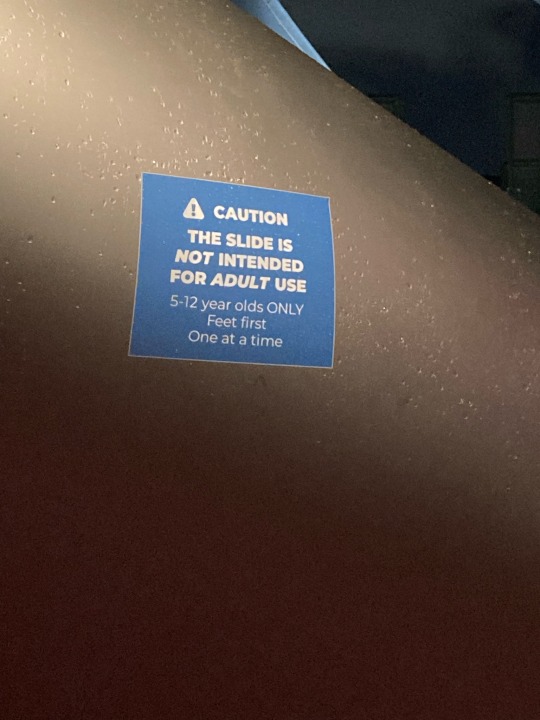 CAUTION
THE SLIDE IS
NOT INTENDED
FOR ADULT USE
5-12 year olds ONLY
Feet first
One at a time